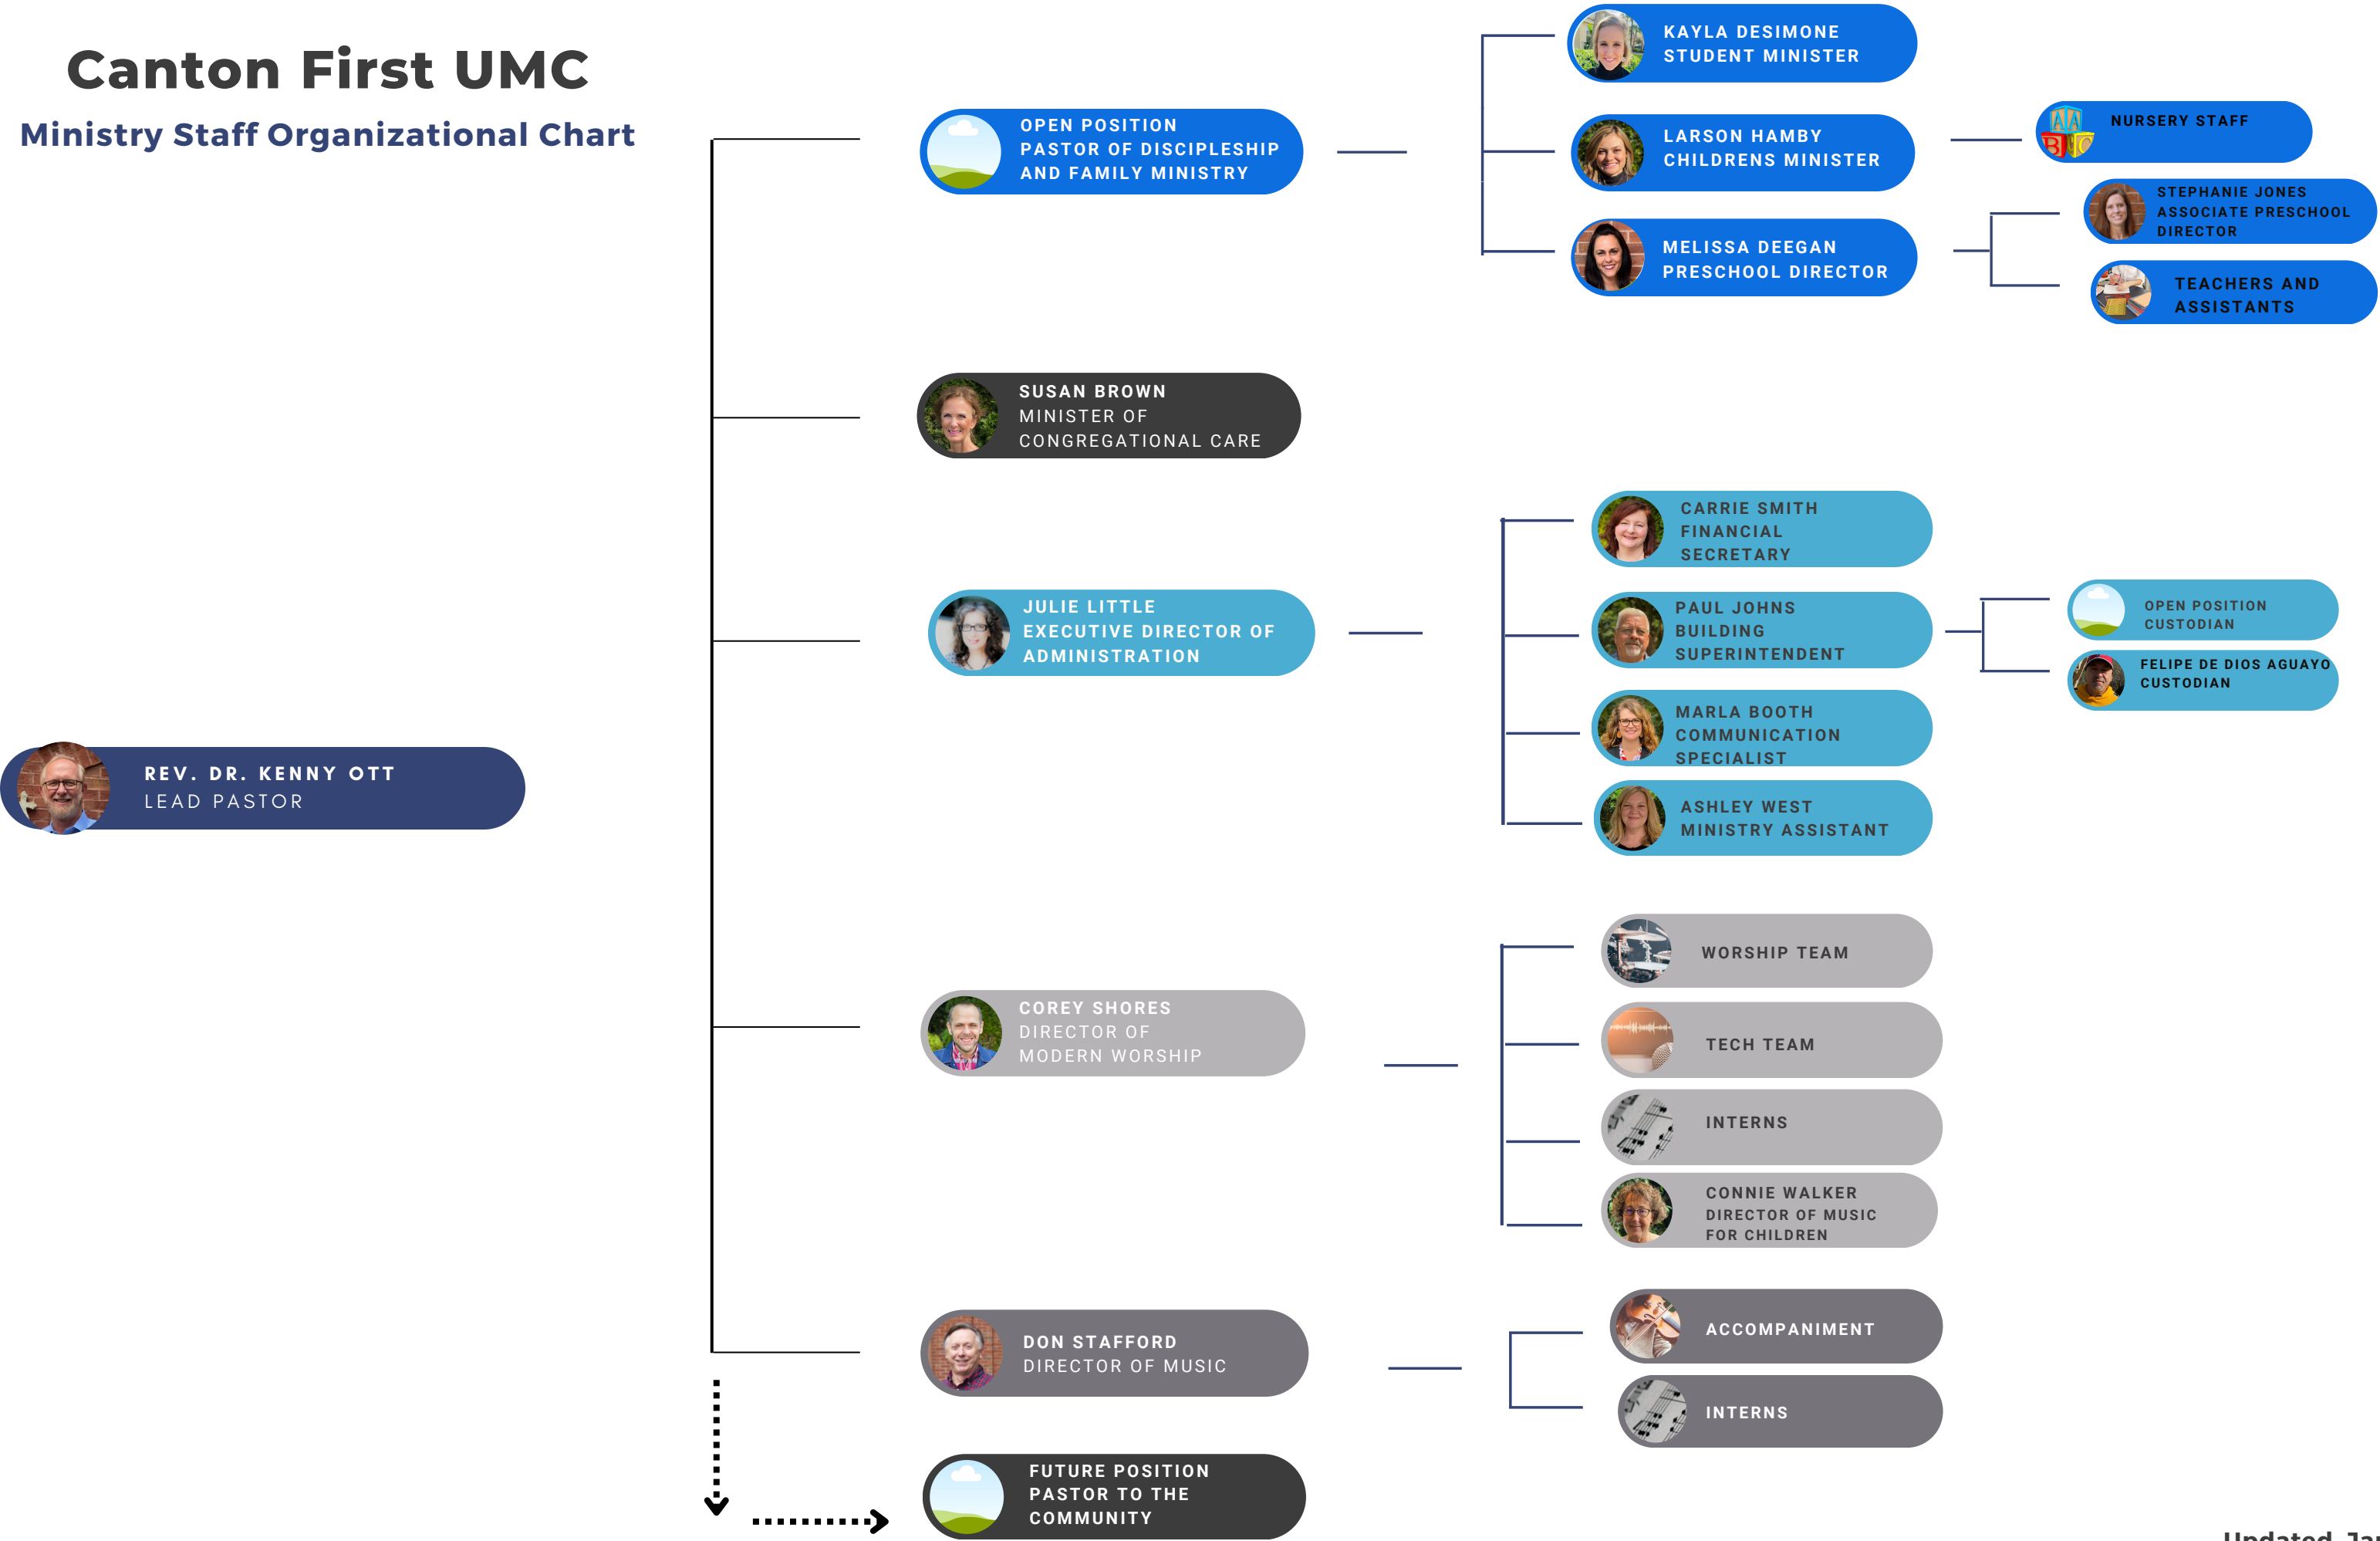 Canton First UMC
Ministry Staff Organizational Chart
REV. DR. KENNY OTT
LEAD PASTOR
OPEN POSITION
PASTOR OF DISCIPLESHIP
AND FAMILY MINISTRY
KAYLA DESIMONE
STUDENT MINISTER
LARSON HAMBY
CHILDRENS MINISTER
NURSERY STAFF
MELISSA DEEGAN
PRESCHOOL DIRECTOR
STEPHANIE JONES
ASSOCIATE PRESCHOOL
DIRECTOR
TEACHERS AND
ASSISTANTS
SUSAN BROWN
MINISTER OF
CONGREGATIONAL CARE
JULIE LITTLE
EXECUTIVE DIRECTOR OF
ADMINISTRATION
CARRIE SMITH
FINANCIAL
SECRETARY
PAUL JOHNS
BUILDING
SUPERINTENDENT
OPEN POSITION
CUSTODIAN
FELIPE DE DIOS AGUAYO
CUSTODIAN
MARLA BOOTH
COMMUNICATION
SPECIALIST
ASHLEY WEST
MINISTRY ASSISTANT
COREY SHORES
DIRECTOR OF
MODERN WORSHIP
WORSHIP TEAM
TECH TEAM
INTERNS
CONNIE WALKER
DIRECTOR OF MUSIC
FOR CHILDREN
DON STAFFORD
DIRECTOR OF MUSIC
ACCOMPANIMENT
INTERNS
FUTURE POSITION
PASTOR TO THE
COMMUNITY
Updated